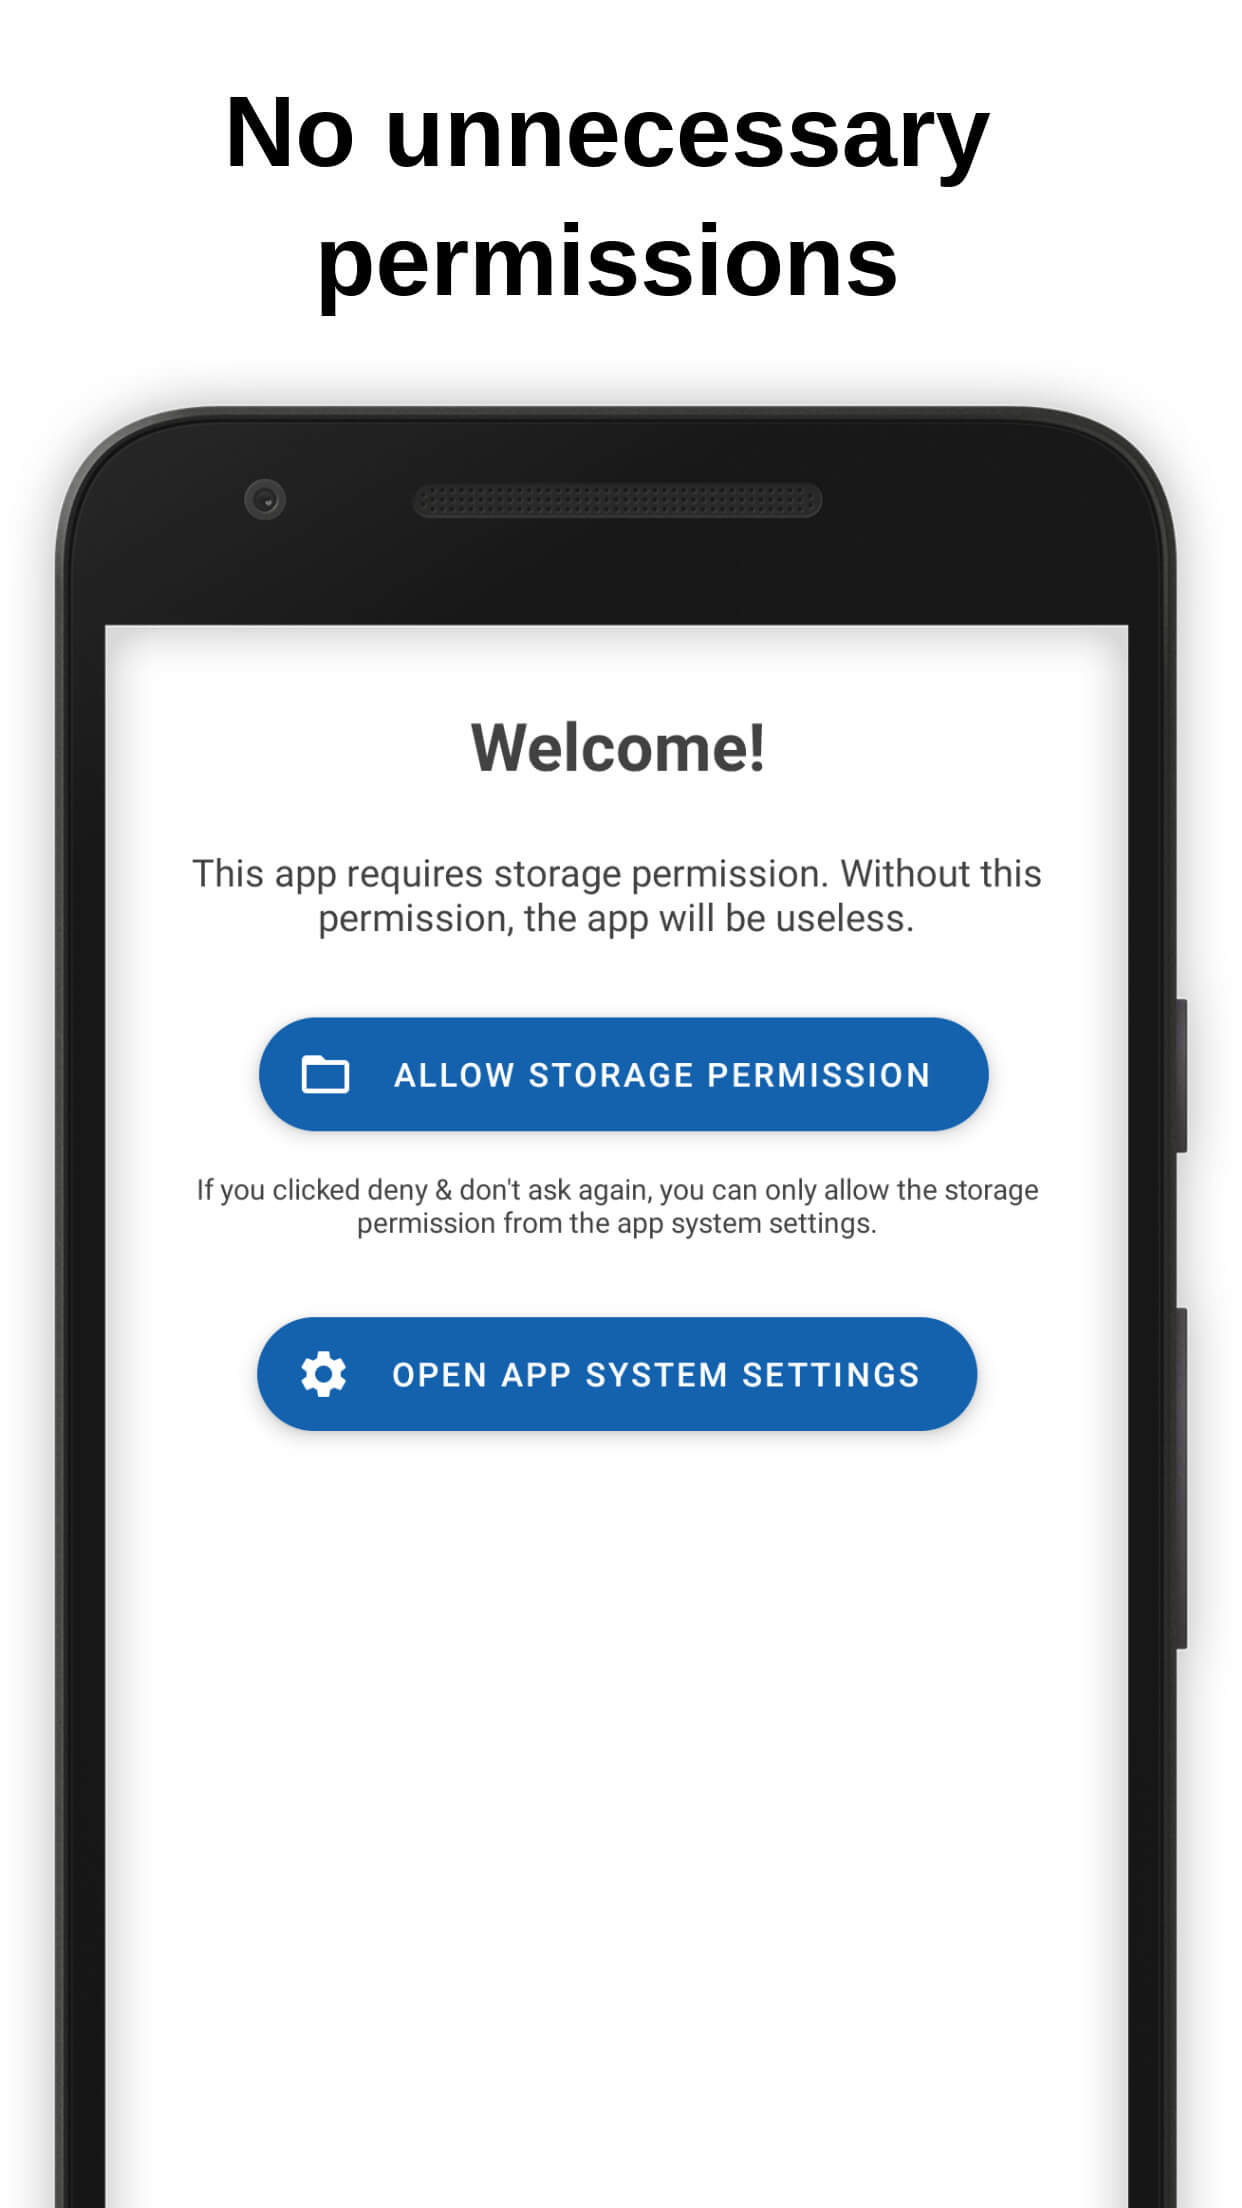 No unnecessary
permissions
Welcome!
This app requires storage permission. Without this
permission, the app will be useless.
ALLOW STORAGE PERMISSION
If you clicked deny & don't ask again, you can only allow the storage
permission from the app system settings.
OPEN APP SYSTEM SETTINGS